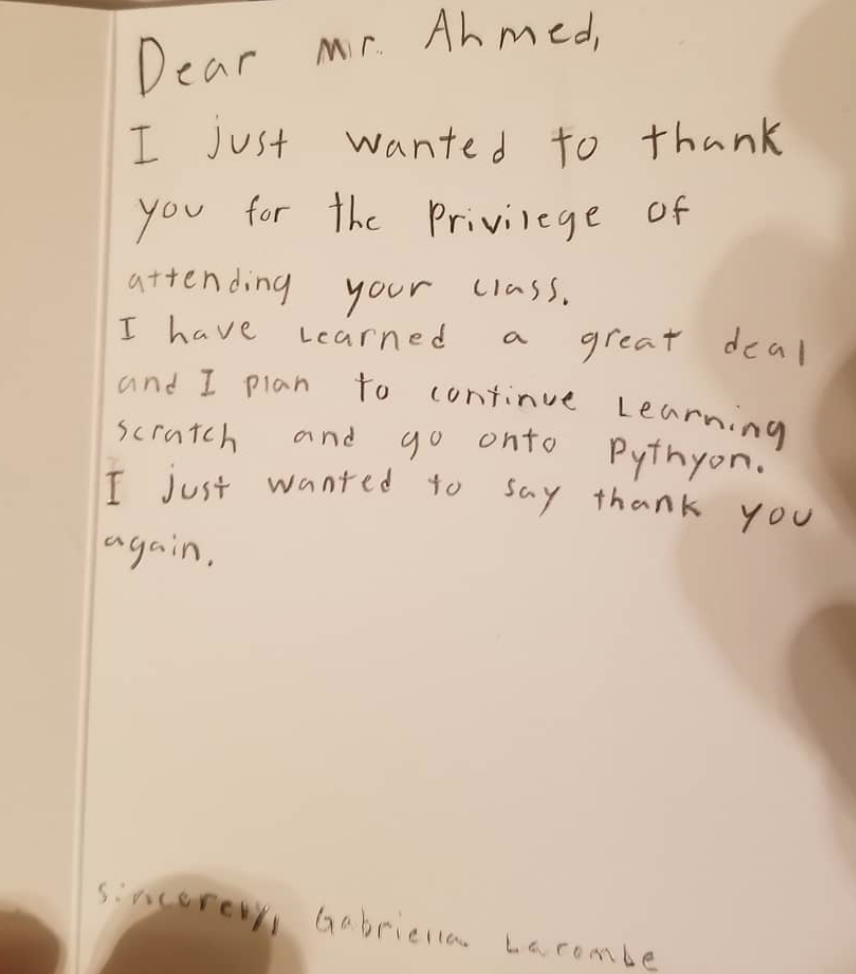 Dear Mr. Ahmed,
I just wanted to thank
you for the Privilege of
attending your class.
I have Learned a great deal
and I plan to continue Learning
scratch and go onto Pythyon.
I just wanted to say thank you
again.
Sincerely, Gabriella Larombe